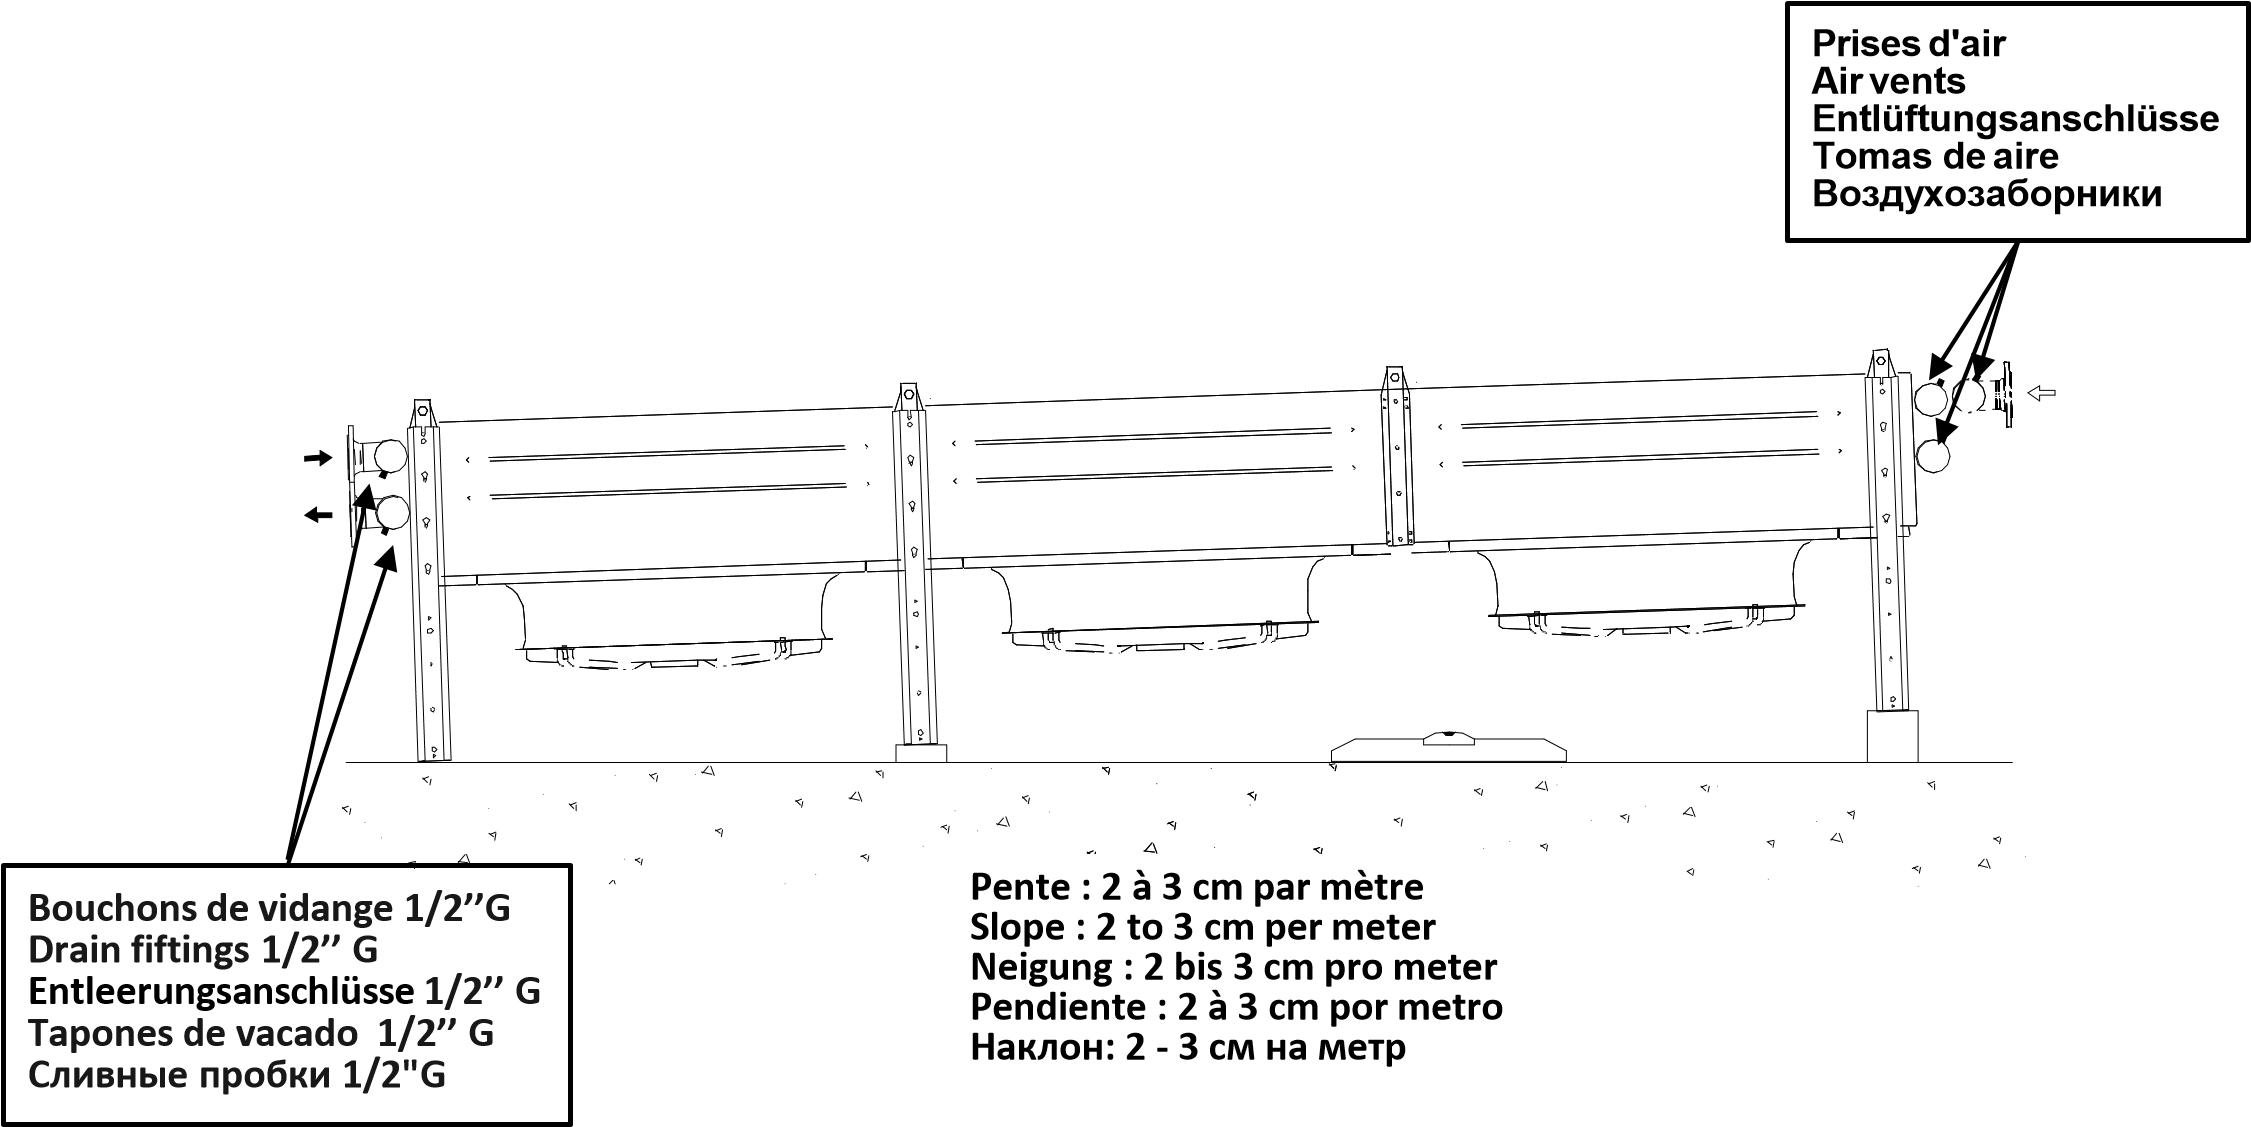 Prises d'air
Air vents
Entlüftungsanschlüsse
Tomas de aire
Воздухозаборники
Bouchons de vidange 1/2’’G
Drain fiftings 1/2’’ G
Entleerungsanschlüsse 1/2’’ G
Tapones de vacado 1/2’’ G
Сливные пробки 1/2"G
Pente : 2 à 3 cm par mètre
Slope : 2 to 3 cm per meter
Neigung : 2 bis 3 cm pro meter
Pendiente : 2 à 3 cm por metro
Наклон: 2 - 3 см на метр